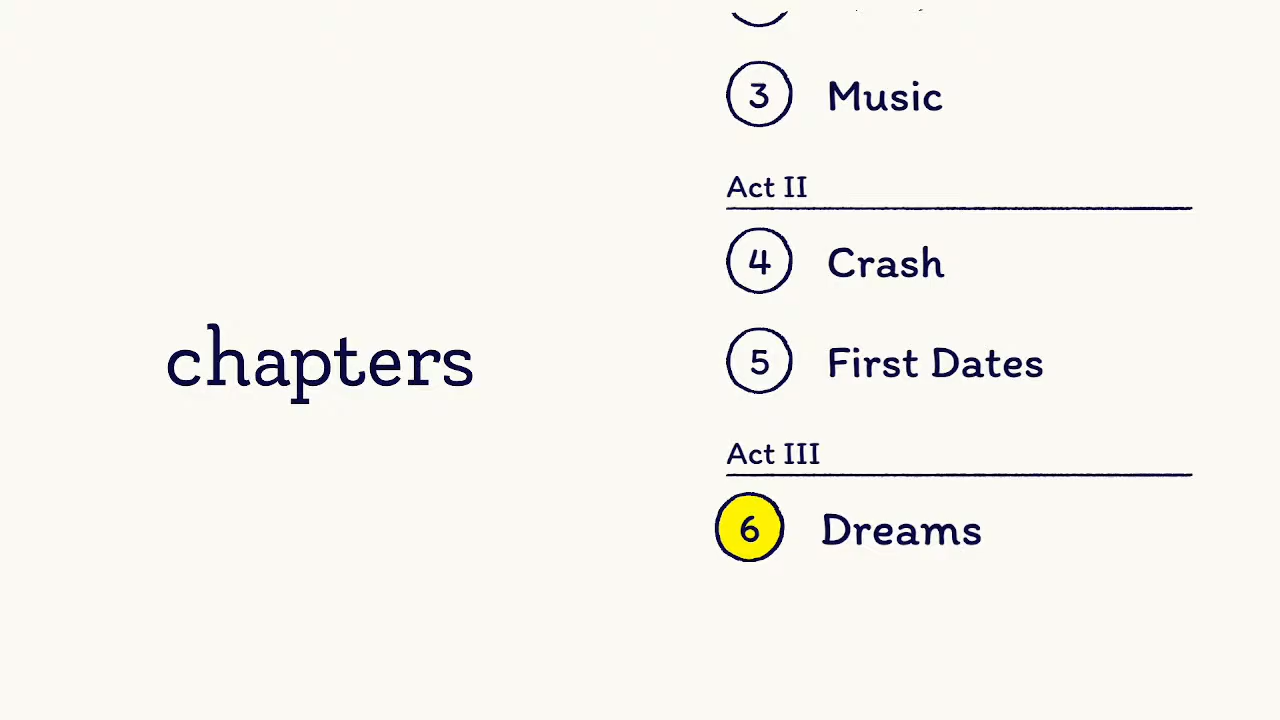 chapters
3 Music
Act II
4 Crash
5 First Dates
Act III
6 Dreams